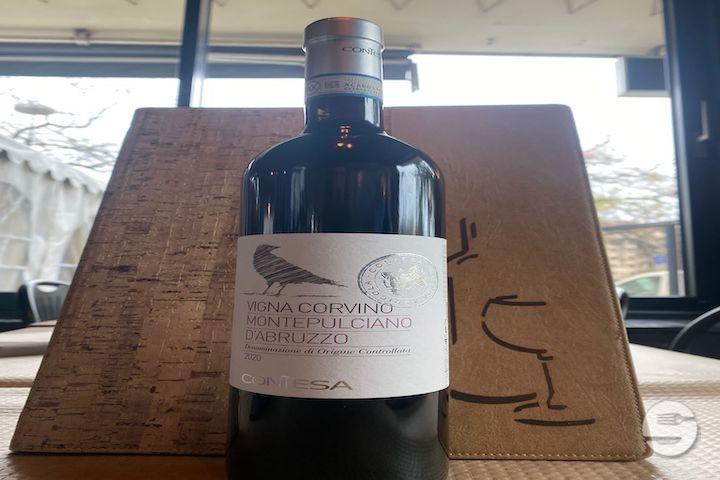 CONTESA
VIGNA CORVINO
MONTEPULCIANO
D'ABRUZZO
Denominazione di Origine Controllata
2020
CONTESA
S